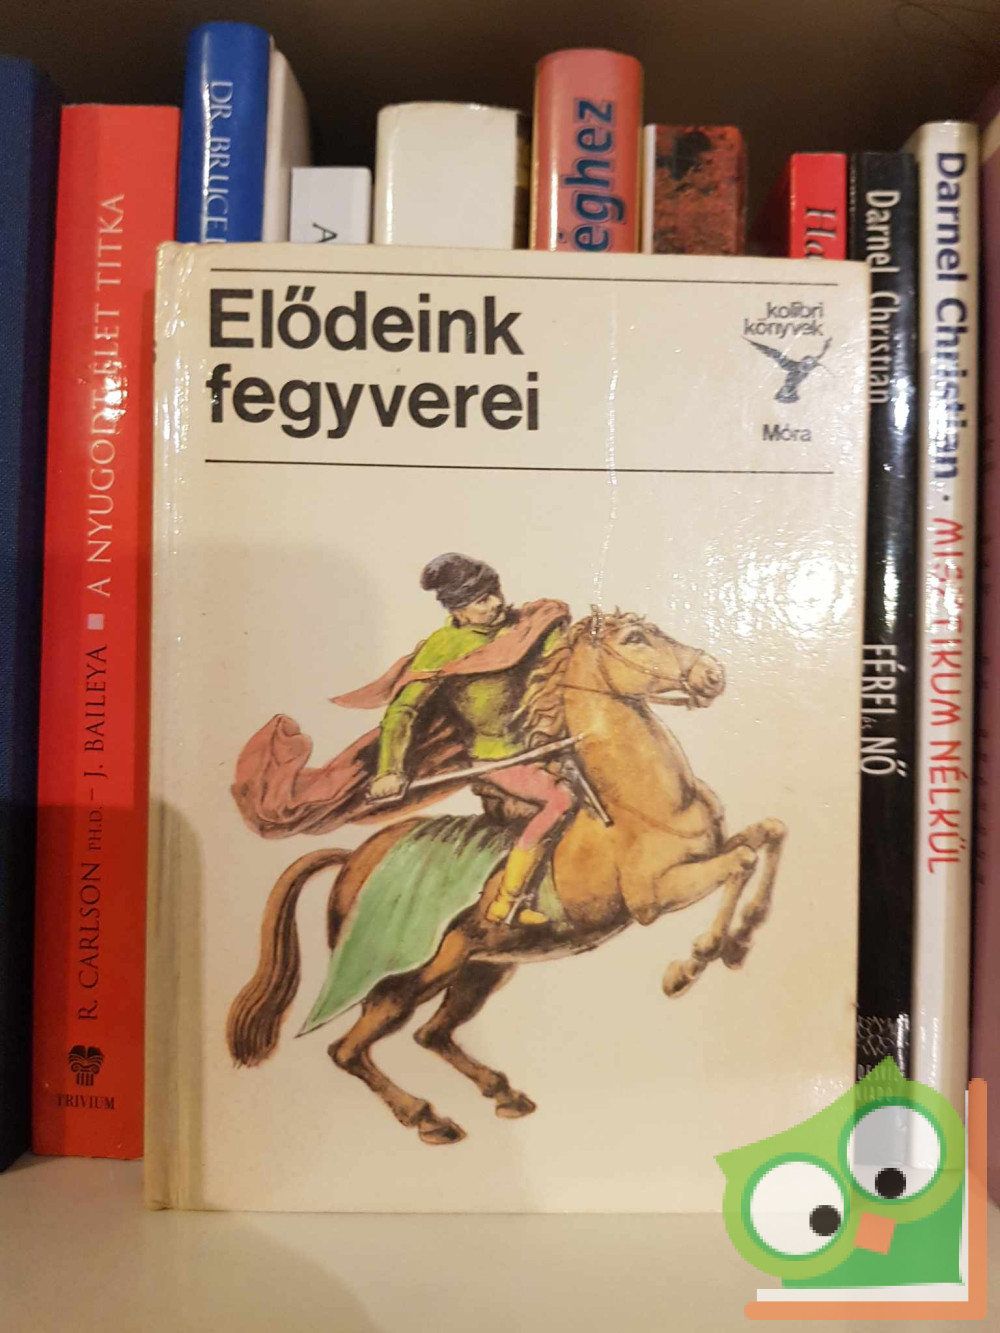 Elődeink
fegyverei
kolibri
könyvek
Móra
R. CARLSON PH.D. – J. BAILEYA ■ A NYUGODT ÉLET TITKA
TRIVIUM
DR. BRUCE
A
éghez
Ha
Darnel Christian
FÉRFI és NŐ
Darnel Christian · MISZTIKUM NÉLKÜL